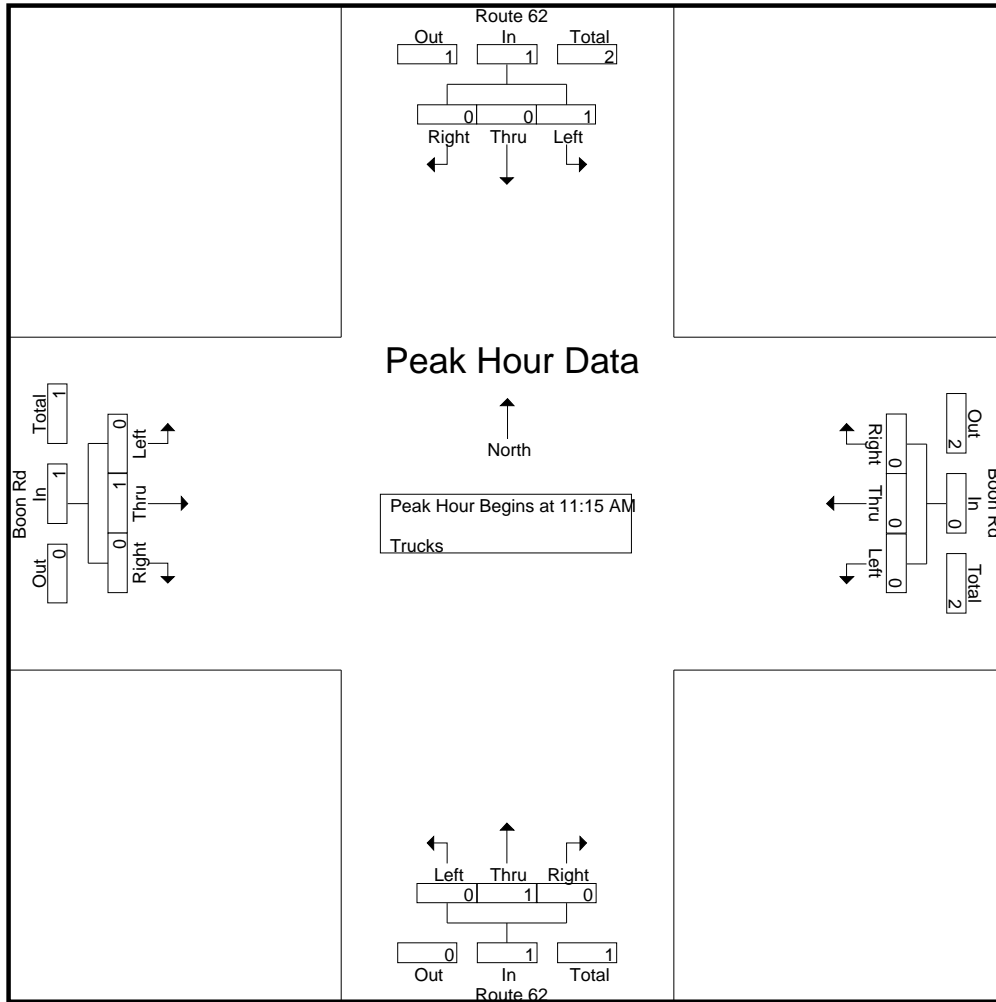 Route 62
Out In Total
1 1 2
0 0 1
Right Thru Left
Peak Hour Data
North
Peak Hour Begins at 11:15 AM
Trucks
Boon Rd
Out In Total
0 1 1
0 1 0
Right Thru Left
Boon Rd
Out In Total
2 0 2
0 0 0
Right Thru Left
Left Thru Right
0 1 0
0 1 1
Out In Total
Route 62